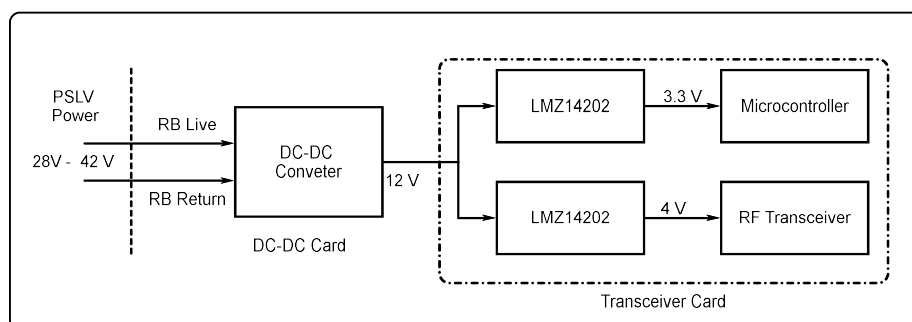 PSLV
Power
28V - 42 V
RB Live
RB Return
DC-DC
Conveter
DC-DC Card
12 V
LMZ14202
3.3 V
Microcontroller
LMZ14202
4 V
RF Transceiver
Transceiver Card